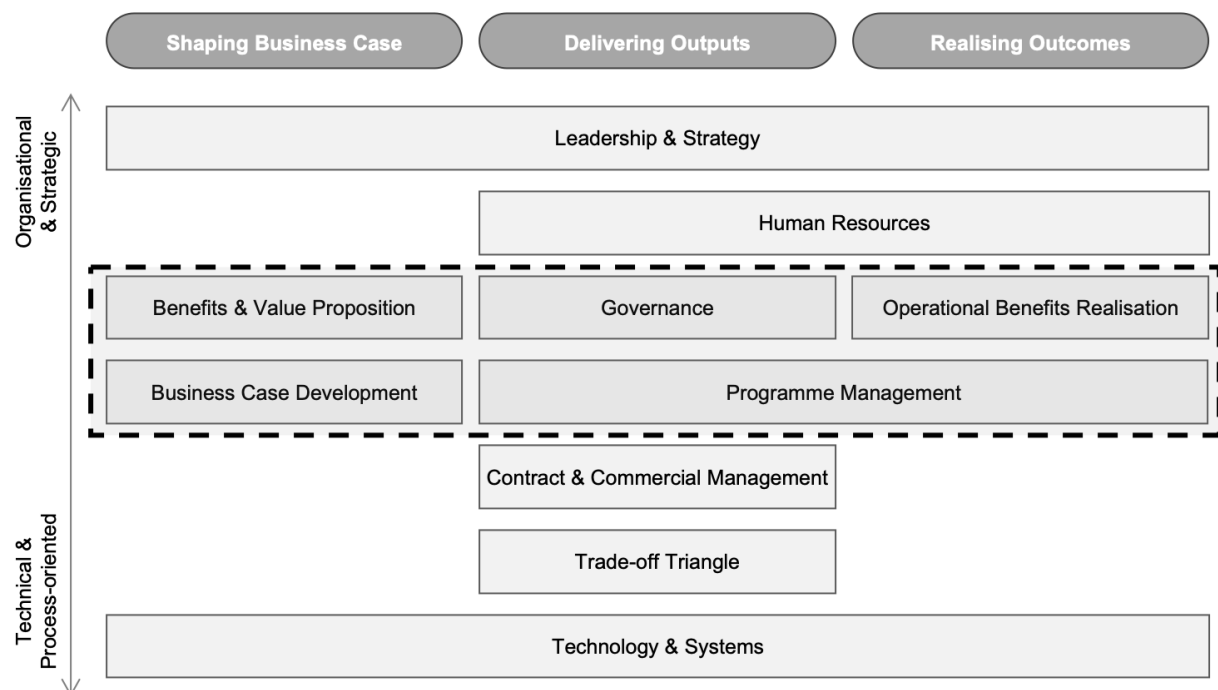 Shaping Business Case
Delivering Outputs
Realising Outcomes
Organisational
& Strategic
Leadership & Strategy
Human Resources
Benefits & Value Proposition
Governance
Operational Benefits Realisation
Business Case Development
Programme Management
Contract & Commercial Management
Technical &
Process-oriented
Trade-off Triangle
Technology & Systems